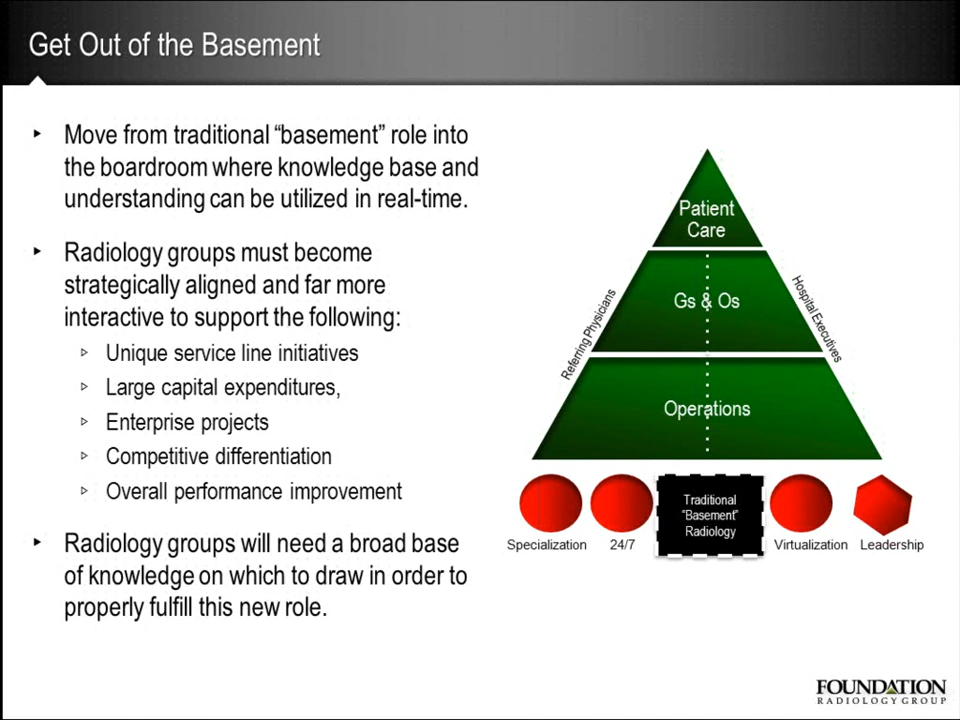 Get Out of the Basement
Move from traditional “basement” role into
the boardroom where knowledge base and
understanding can be utilized in real-time.
Radiology groups must become
strategically aligned and far more
interactive to support the following:
Unique service line initiatives
Large capital expenditures,
Enterprise projects
Competitive differentiation
Overall performance improvement
Radiology groups will need a broad base
of knowledge on which to draw in order to
properly fulfill this new role.
Patient
Care
Gs & Os
Operations
Referring Physicians
Hospital Executives
Specialization
24/7
Traditional
“Basement”
Radiology
Virtualization
Leadership
FOUNDATION
RADIOLOGY GROUP